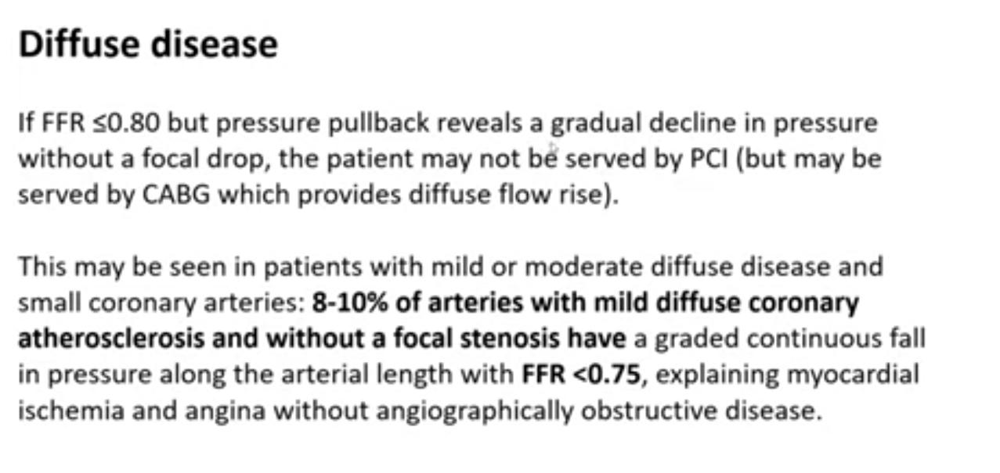 Diffuse disease
If FFR ≤0.80 but pressure pullback reveals a gradual decline in pressure
without a focal drop, the patient may not be served by PCI (but may be
served by CABG which provides diffuse flow rise).
This may be seen in patients with mild or moderate diffuse disease and
small coronary arteries: 8-10% of arteries with mild diffuse coronary
atherosclerosis and without a focal stenosis have a graded continuous fall
in pressure along the arterial length with FFR <0.75, explaining myocardial
ischemia and angina without angiographically obstructive disease.